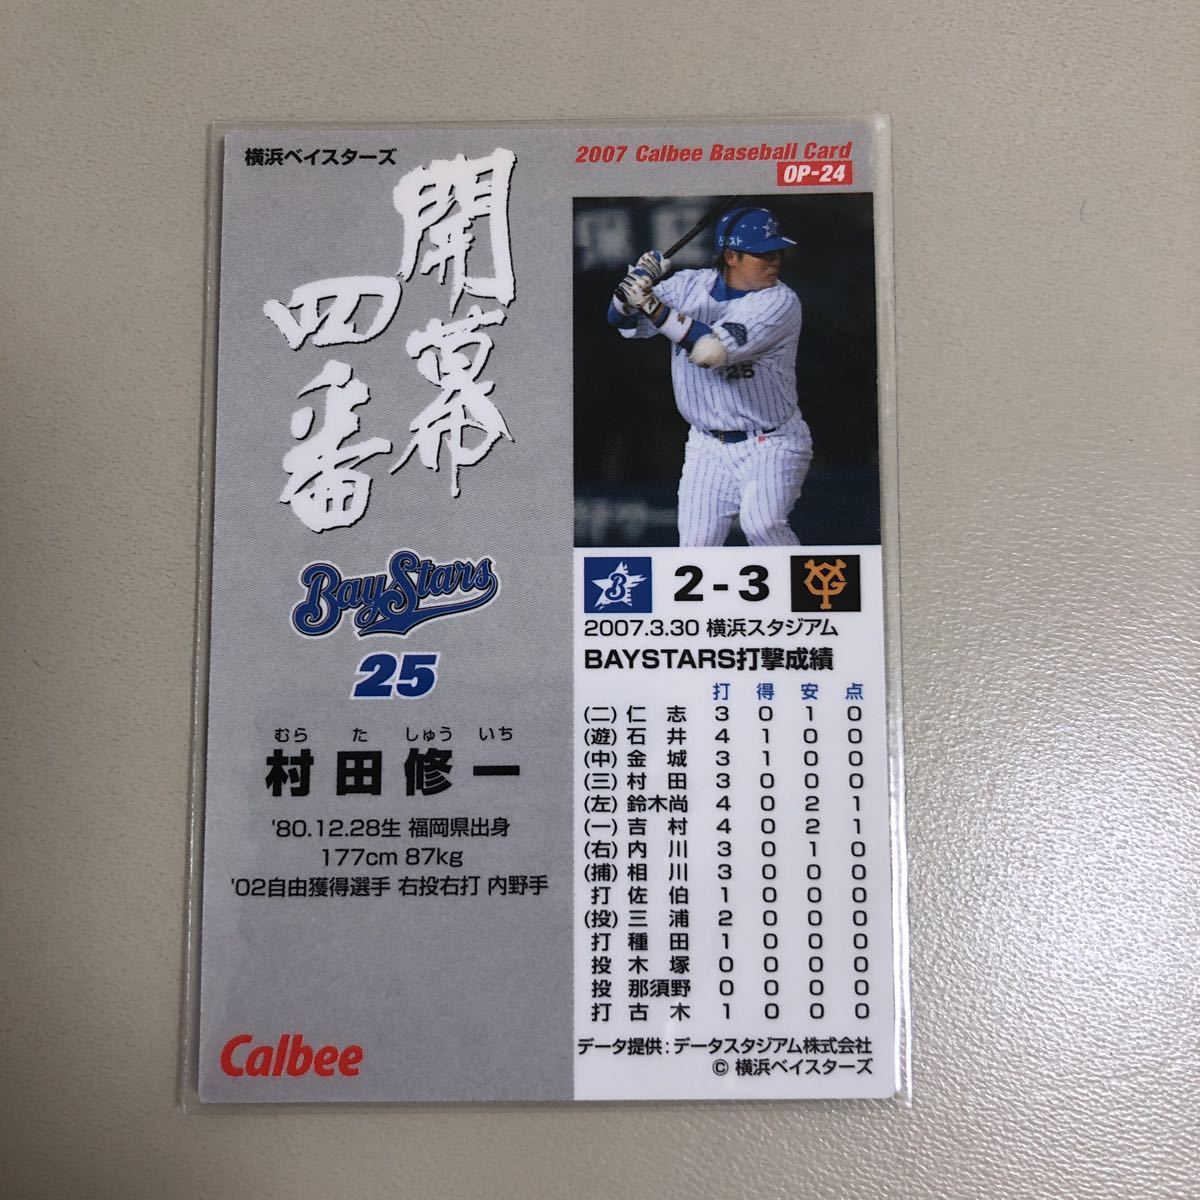 横浜ベイスターズ
開幕
四番
BayStars
25
むら た しゅう いち
村田修一
'80.12.28生 福岡県出身
177cm 87kg
'02自由獲得選手 右投右打 内野手
Calbee
2007 Calbee Baseball Card
OP-24
25
B 2-3 YG
2007.3.30 横浜スタジアム
BAYSTARS打撃成績
打 得 安 点
(二) 仁 志 3 0 1 0
(遊) 石 井 4 1 0 0
(中) 金 城 3 1 0 0
(三) 村 田 3 0 0 0
(左) 鈴木尚 4 0 2 1
(一) 吉 村 4 0 2 1
(右) 内 川 3 0 1 0
(捕) 相 川 3 0 0 0
打 佐 伯 1 0 0 0
(投) 三 浦 2 0 0 0
打 種 田 1 0 0 0
投 木 塚 0 0 0 0
投 那須野 0 0 0 0
打 古 木 1 0 0 0
データ提供:データスタジアム株式会社
© 横浜ベイスターズ